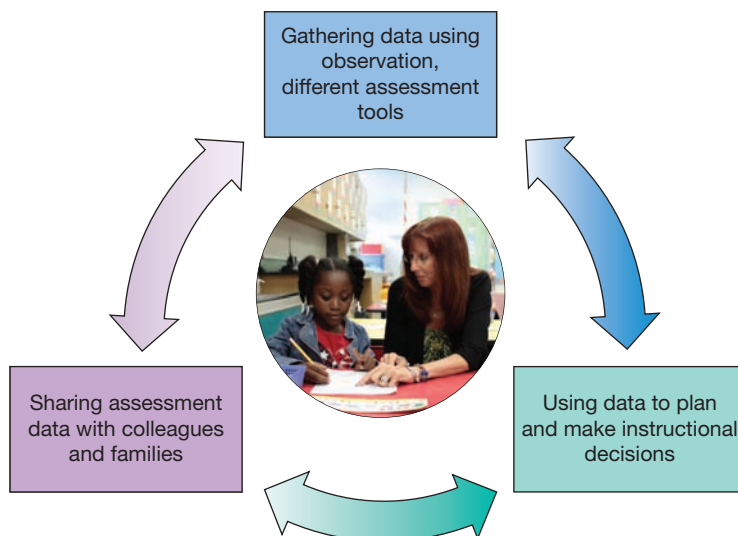 Gathering data using
observation,
different assessment
tools
Sharing assessment
data with colleagues
and families
Using data to plan
and make instructional
decisions